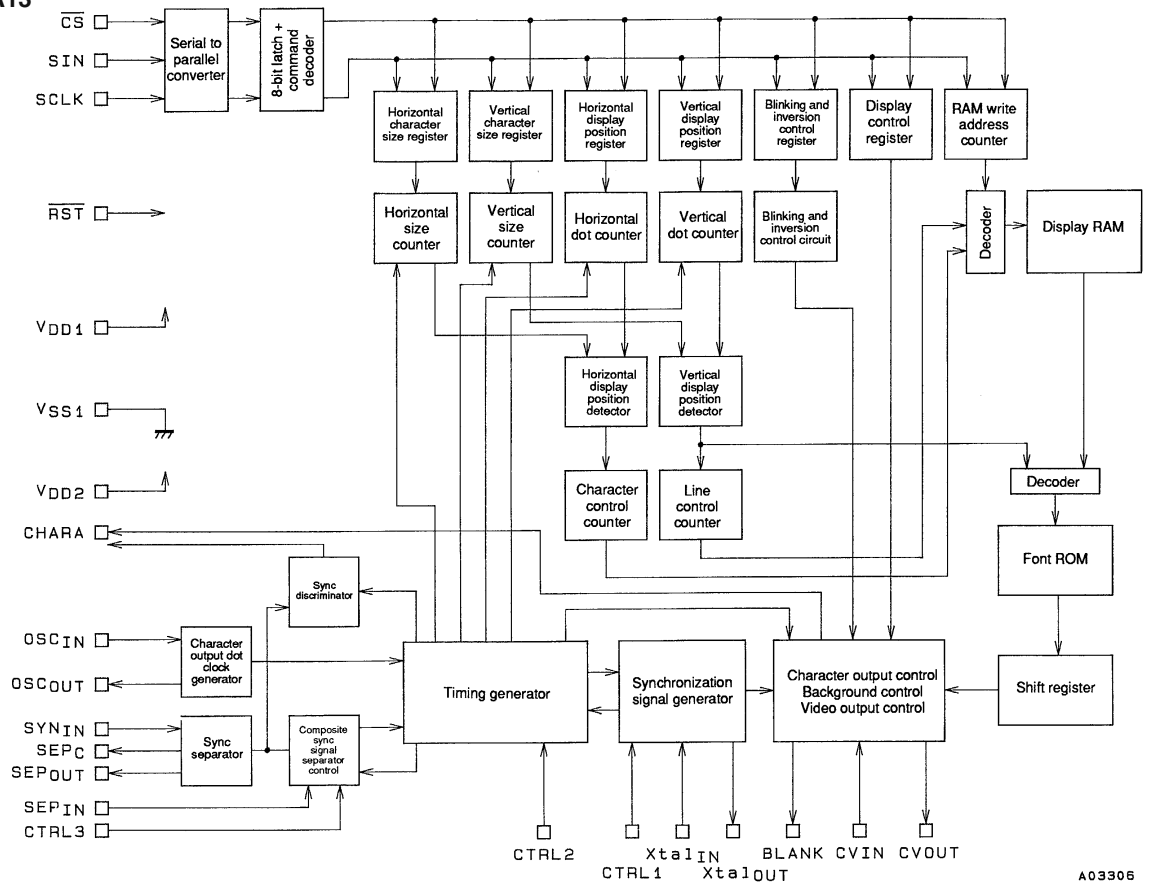 CS
SIN
SCLK
Serial to
parallel
converter
8-bit latch +
command
decoder
Horizontal
character
size register
Vertical
character
size register
Horizontal
display
position
register
Vertical
display
position
register
Blinking and
inversion
control
register
Display
control
register
RAM write
address
counter
RST
Horizontal
size
counter
Vertical
size
counter
Horizontal
dot counter
Vertical
dot counter
Blinking and
inversion
control circuit
Decoder
Display RAM
VDD1
VSS1
VDD2
CHARA
Horizontal
display
position
detector
Vertical
display
position
detector
Character
control
counter
Line
control
counter
Decoder
Font ROM
Sync
discriminator
OSCIN
OSCOUT
Character
output dot
clock
generator
Timing generator
Synchronization
signal generator
Character output control
Background control
Video output control
Shift register
SYNIN
SEPC
SEPOUT
SEPIN
CTRL3
Sync
separator
Composite
sync
signal
separator
control
CTRL2
CTRL1
XtalIN
XtalOUT
BLANK
CVIN
CVOUT
A03306